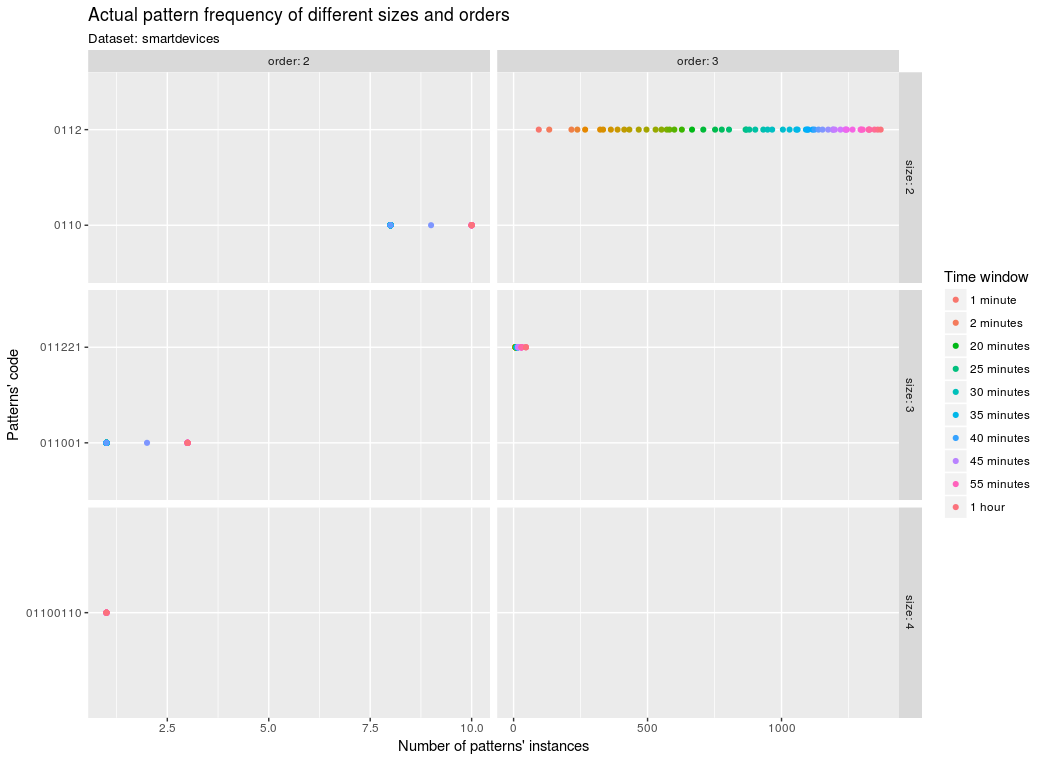 Actual pattern frequency of different sizes and orders
Dataset: smartdevices
order: 2
order: 3
0112
0110
size: 2
011221
011001
size: 3
01100110
size: 4
Patterns' code
2.5
5.0
7.5
10.0
0
500
1000
Number of patterns' instances
Time window
1 minute
2 minutes
20 minutes
25 minutes
30 minutes
35 minutes
40 minutes
45 minutes
55 minutes
1 hour